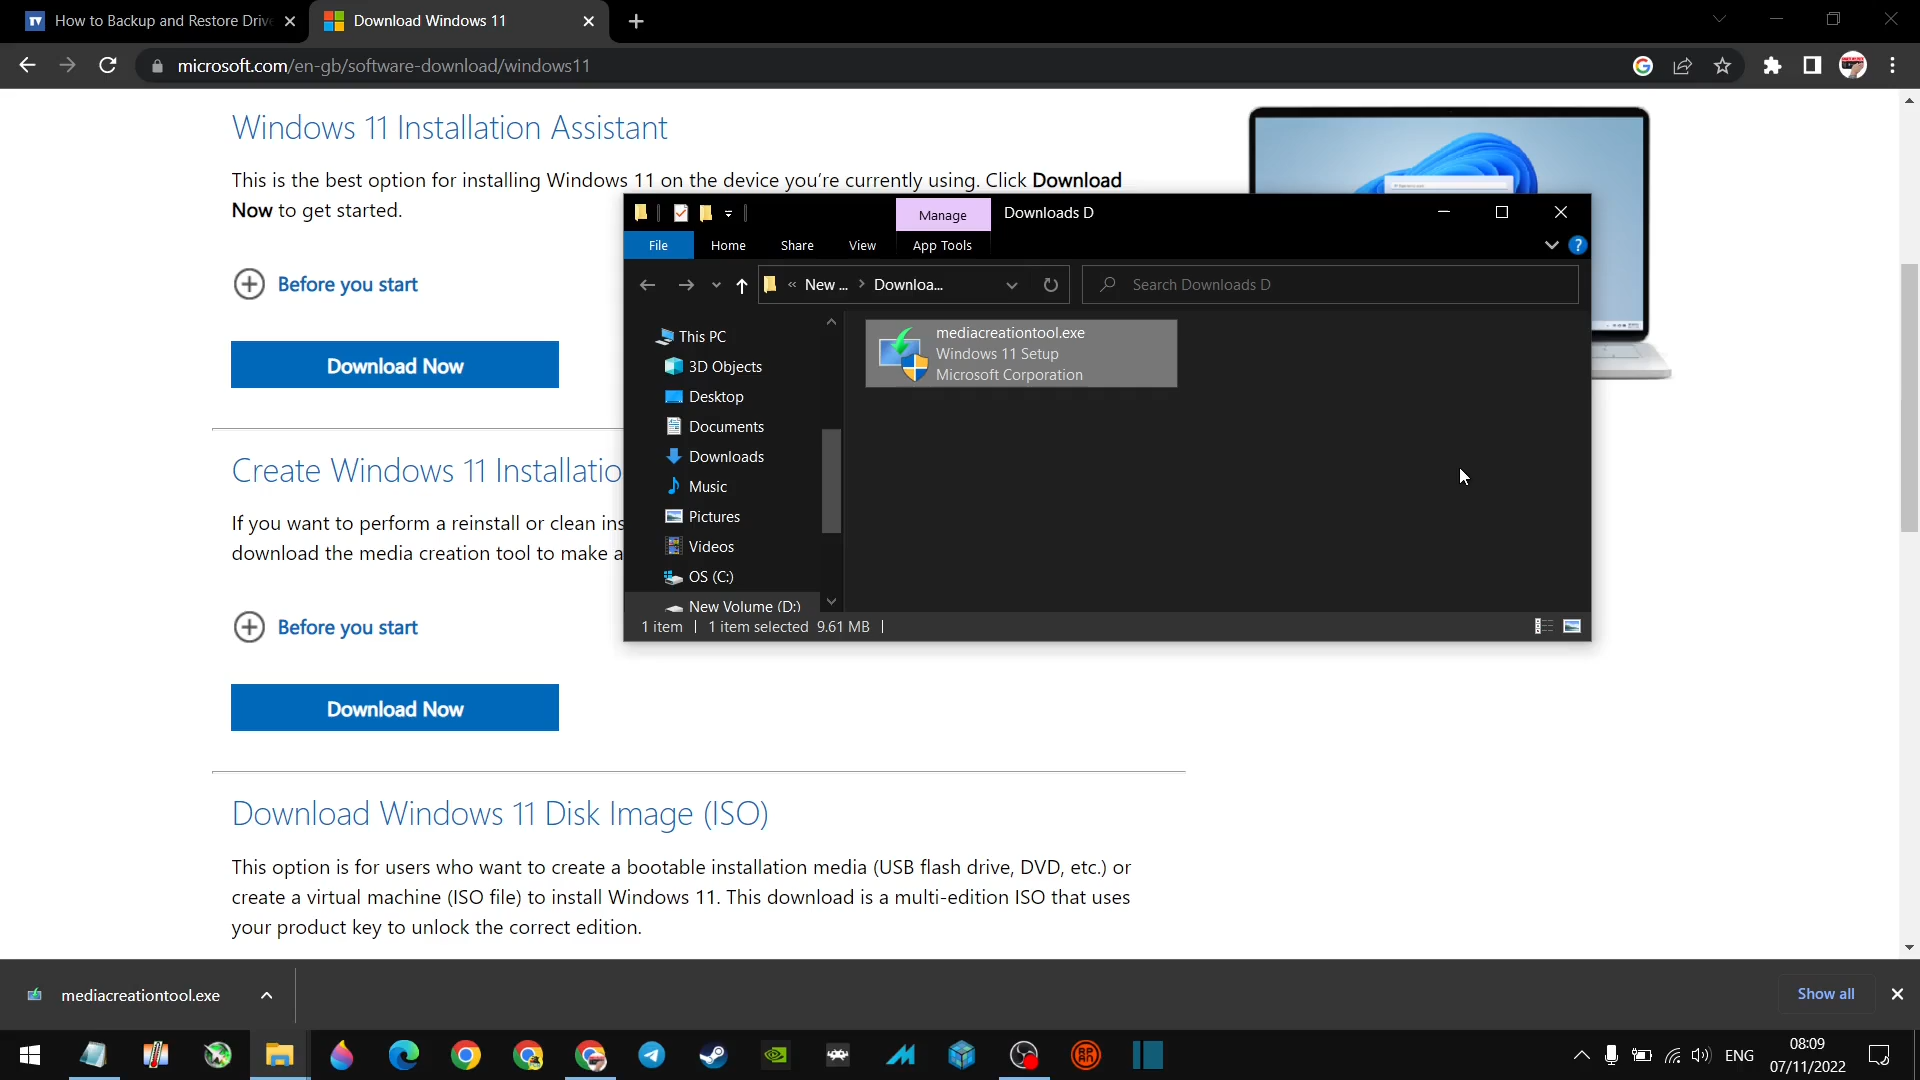 How to Backup and Restore Drive
Download Windows 11
microsoft.com/en-gb/software-download/windows11
Windows 11 Installation Assistant
This is the best option for installing Windows 11 on the device you're currently using. Click Download
Now to get started.
Before you start
Download Now
Create Windows 11 Installatio
If you want to perform a reinstall or clean ins
download the media creation tool to make a
Before you start
Download Now
Download Windows 11 Disk Image (ISO)
This option is for users who want to create a bootable installation media (USB flash drive, DVD, etc.) or
create a virtual machine (ISO file) to install Windows 11. This download is a multi-edition ISO that uses
your product key to unlock the correct edition.
Manage
Downloads D
File
Home
Share
View
App Tools
?
« New ... > Downloa...
Search Downloads D
This PC
3D Objects
Desktop
Documents
Downloads
Music
Pictures
Videos
OS (C:)
New Volume (D:)
mediacreationtool.exe
Windows 11 Setup
Microsoft Corporation
1 item
1 item selected 9.61 MB
mediacreationtool.exe
Show all
ENG
08:09
07/11/2022